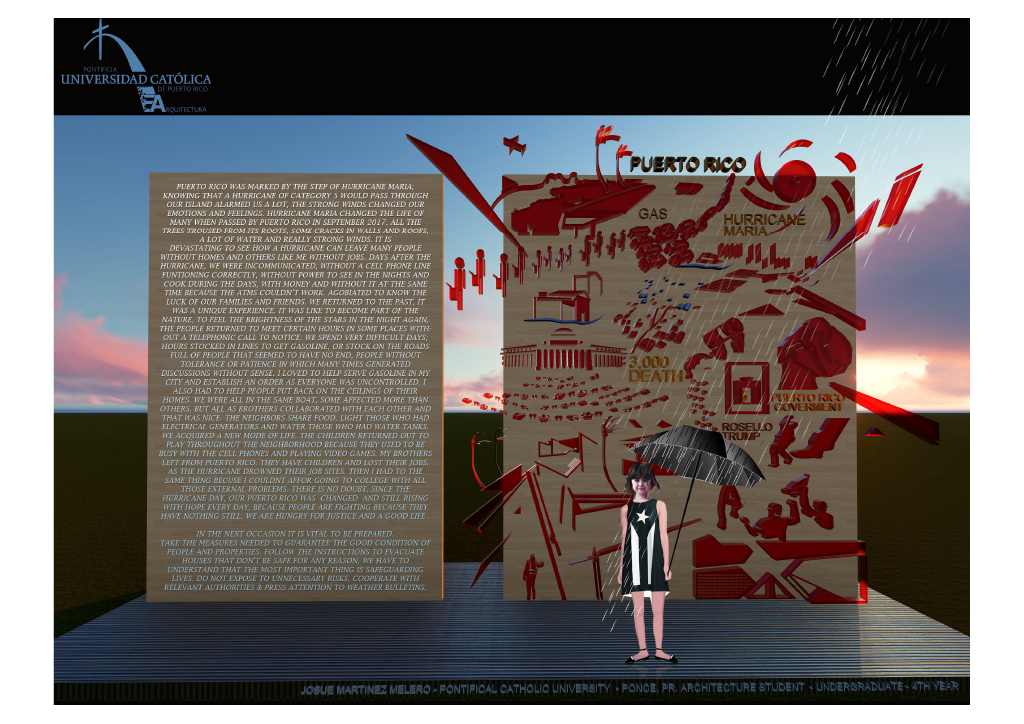 PONTIFICIA
UNIVERSIDAD CATÓLICA
DE PUERTO RICO
EA RQUITECTURA
PUERTO RICO WAS MARKED BY THE STEP OF HURRICANE MARIA;
KNOWING THAT A HURRICANE OF CATEGORY 5 WOULD PASS THROUGH
OUR ISLAND ALARMED US A LOT, THE STRONG WINDS CHANGED OUR
EMOTIONS AND FEELINGS. HURRICANE MARIA CHANGED THE LIFE OF
MANY WHEN PASSED BY PUERTO RICO IN SEPTEMBER 2017. ALL THE
TREES TROUSED FROM ITS ROOTS, SOME CRACKS IN WALLS AND ROOFS,
A LOT OF WATER AND REALLY STRONG WINDS. IT IS
DEVASTATING TO SEE HOW A HURRICANE CAN LEAVE MANY PEOPLE
WITHOUT HOMES AND OTHERS LIKE ME WITHOUT JOBS. DAYS AFTER THE
HURRICANE, WE WERE INCOMMUNICATED, WITHOUT A CELL PHONE LINE
FUNTIONING CORRECTLY, WITHOUT POWER TO SEE IN THE NIGHTS AND
COOK DURING THE DAYS, WITH MONEY AND WITHOUT IT AT THE SAME
TIME BECAUSE THE ATMS COULDN'T WORK. AGOBIATED TO KNOW THE
LUCK OF OUR FAMILIES AND FRIENDS. WE RETURNED TO THE PAST, IT
WAS A UNIQUE EXPERIENCE. IT WAS LIKE TO BECOME PART OF THE
NATURE, TO FEEL THE BRIGHTNESS OF THE STARS IN THE NIGHT AGAIN,
THE PEOPLE RETURNED TO MEET CERTAIN HOURS IN SOME PLACES WITH-
OUT A TELEPHONIC CALL TO NOTICE. WE SPEND VERY DIFFICULT DAYS;
HOURS STOCKED IN LINES TO GET GASOLINE, OR STOCK ON THE ROADS
FULL OF PEOPLE THAT SEEMED TO HAVE NO END, PEOPLE WITHOUT
TOLERANCE OR PATIENCE IN WHICH MANY TIMES GENERATED
DISCUSSIONS WITHOUT SENSE. I LOVED TO HELP SERVE GASOLINE IN MY
CITY AND ESTABLISH AN ORDER AS EVERYONE WAS UNCONTROLLED. I
ALSO HAD TO HELP PEOPLE PUT BACK ON THE CEILINGS OF THEIR
HOMES. WE WERE ALL IN THE SAME BOAT, SOME AFFECTED MORE THAN
OTHERS, BUT ALL AS BROTHERS COLLABORATED WITH EACH OTHER AND
THAT WAS NICE. THE NEIGHBORS SHARE FOOD, LIGHT THOSE WHO HAD
ELECTRICAL GENERATORS AND WATER THOSE WHO HAD WATER TANKS.
WE ACQUIRED A NEW MODE OF LIFE. THE CHILDREN RETURNED OUT TO
PLAY THROUGHOUT THE NEIGHBORHOOD BECAUSE THEY USED TO BE
BUSY WITH THE CELL PHONES AND PLAYING VIDEO GAMES. MY BROTHERS
LEFT FROM PUERTO RICO. THEY HAVE CHILDREN AND LOST THEIR JOBS,
AS THE HURRICANE DROWNED THEIR JOB SITES. THEN I HAD TO THE
SAME THING BECUSE I COULDNT AFFOR GOING TO COLLEGE WITH ALL
THOSE EXTERNAL PROBLEMS. THERE IS NO DOUBT, SINCE THE
HURRICANE DAY, OUR PUERTO RICO WAS CHANGED. AND STILL RISING
WITH HOPE EVERY DAY, BECAUSE PEOPLE ARE FIGHTING BECAUSE THEY
HAVE NOTHING STILL. WE ARE HUNGRY FOR JUSTICE AND A GOOD LIFE .
IN THE NEXT OCCASION IT IS VITAL TO BE PREPARED.
TAKE THE MEASURES NEEDED TO GUARANTEE THE GOOD CONDITION OF
PEOPLE AND PROPERTIES. FOLLOW THE INSTRUCTIONS TO EVACUATE
HOUSES THAT DON'T BE SAFE FOR ANY REASON, WE HAVE TO
UNDERSTAND THAT THE MOST IMPORTANT THING IS SAFEGUARDING
LIVES. DO NOT EXPOSE TO UNNECESSARY RISKS, COOPERATE WITH
RELEVANT AUTHORITIES & PRESS ATTENTION TO WEATHER BULLETINS.
PUERTO RICO
GAS
HURRICANE
MARIA
3,000
DEATH
PUERTO RICO
GOVERMENT
ROSELLO
TRUMP
JOSUE MARTINEZ MELERO - PONTIFICAL CATHOLIC UNIVERSITY - PONCE, PR. ARCHITECTURE STUDENT - UNDERGRADUATE - 4TH YEAR